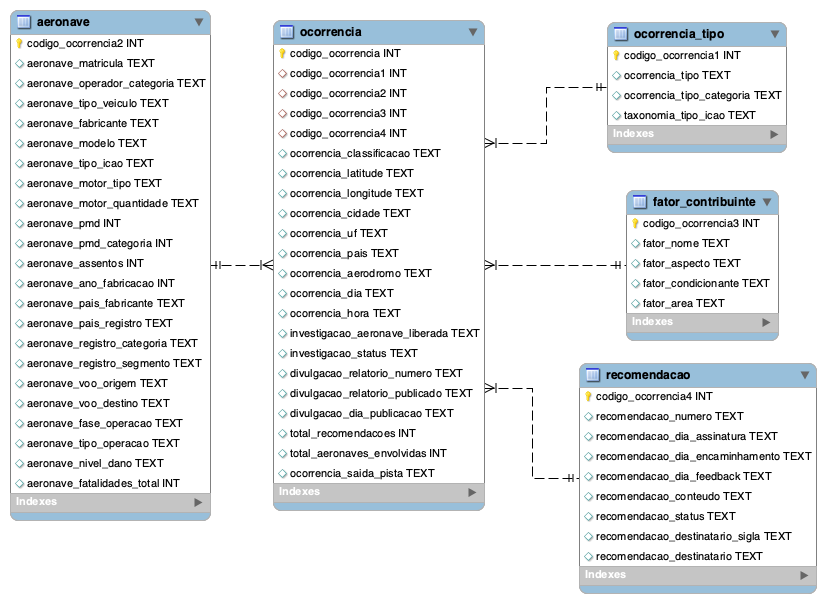 aeronave
codigo_ocorrencia2 INT
aeronave_matricula TEXT
aeronave_operador_categoria TEXT
aeronave_tipo_veiculo TEXT
aeronave_fabricante TEXT
aeronave_modelo TEXT
aeronave_tipo_icao TEXT
aeronave_motor_tipo TEXT
aeronave_motor_quantidade TEXT
aeronave_pmd INT
aeronave_pmd_categoria INT
aeronave_assentos INT
aeronave_ano_fabricacao INT
aeronave_pais_fabricante TEXT
aeronave_pais_registro TEXT
aeronave_registro_categoria TEXT
aeronave_registro_segmento TEXT
aeronave_voo_origem TEXT
aeronave_voo_destino TEXT
aeronave_fase_operacao TEXT
aeronave_tipo_operacao TEXT
aeronave_nivel_dano TEXT
aeronave_fatalidades_total INT
Indexes
ocorrencia
codigo_ocorrencia INT
codigo_ocorrencia1 INT
codigo_ocorrencia2 INT
codigo_ocorrencia3 INT
codigo_ocorrencia4 INT
ocorrencia_classificacao TEXT
ocorrencia_latitude TEXT
ocorrencia_longitude TEXT
ocorrencia_cidade TEXT
ocorrencia_uf TEXT
ocorrencia_pais TEXT
ocorrencia_aerodromo TEXT
ocorrencia_dia TEXT
ocorrencia_hora TEXT
investigacao_aeronave_liberada TEXT
investigacao_status TEXT
divulgacao_relatorio_numero TEXT
divulgacao_relatorio_publicado TEXT
divulgacao_dia_publicacao TEXT
total_recomendacoes INT
total_aeronaves_envolvidas INT
ocorrencia_saida_pista TEXT
Indexes
ocorrencia_tipo
codigo_ocorrencia1 INT
ocorrencia_tipo TEXT
ocorrencia_tipo_categoria TEXT
taxonomia_tipo_icao TEXT
Indexes
fator_contribuinte
codigo_ocorrencia3 INT
fator_nome TEXT
fator_aspecto TEXT
fator_condicionante TEXT
fator_area TEXT
Indexes
recomendacao
codigo_ocorrencia4 INT
recomendacao_numero TEXT
recomendacao_dia_assinatura TEXT
recomendacao_dia_encaminhamento TEXT
recomendacao_dia_feedback TEXT
recomendacao_conteudo TEXT
recomendacao_status TEXT
recomendacao_destinatario_sigla TEXT
recomendacao_destinatario TEXT
Indexes